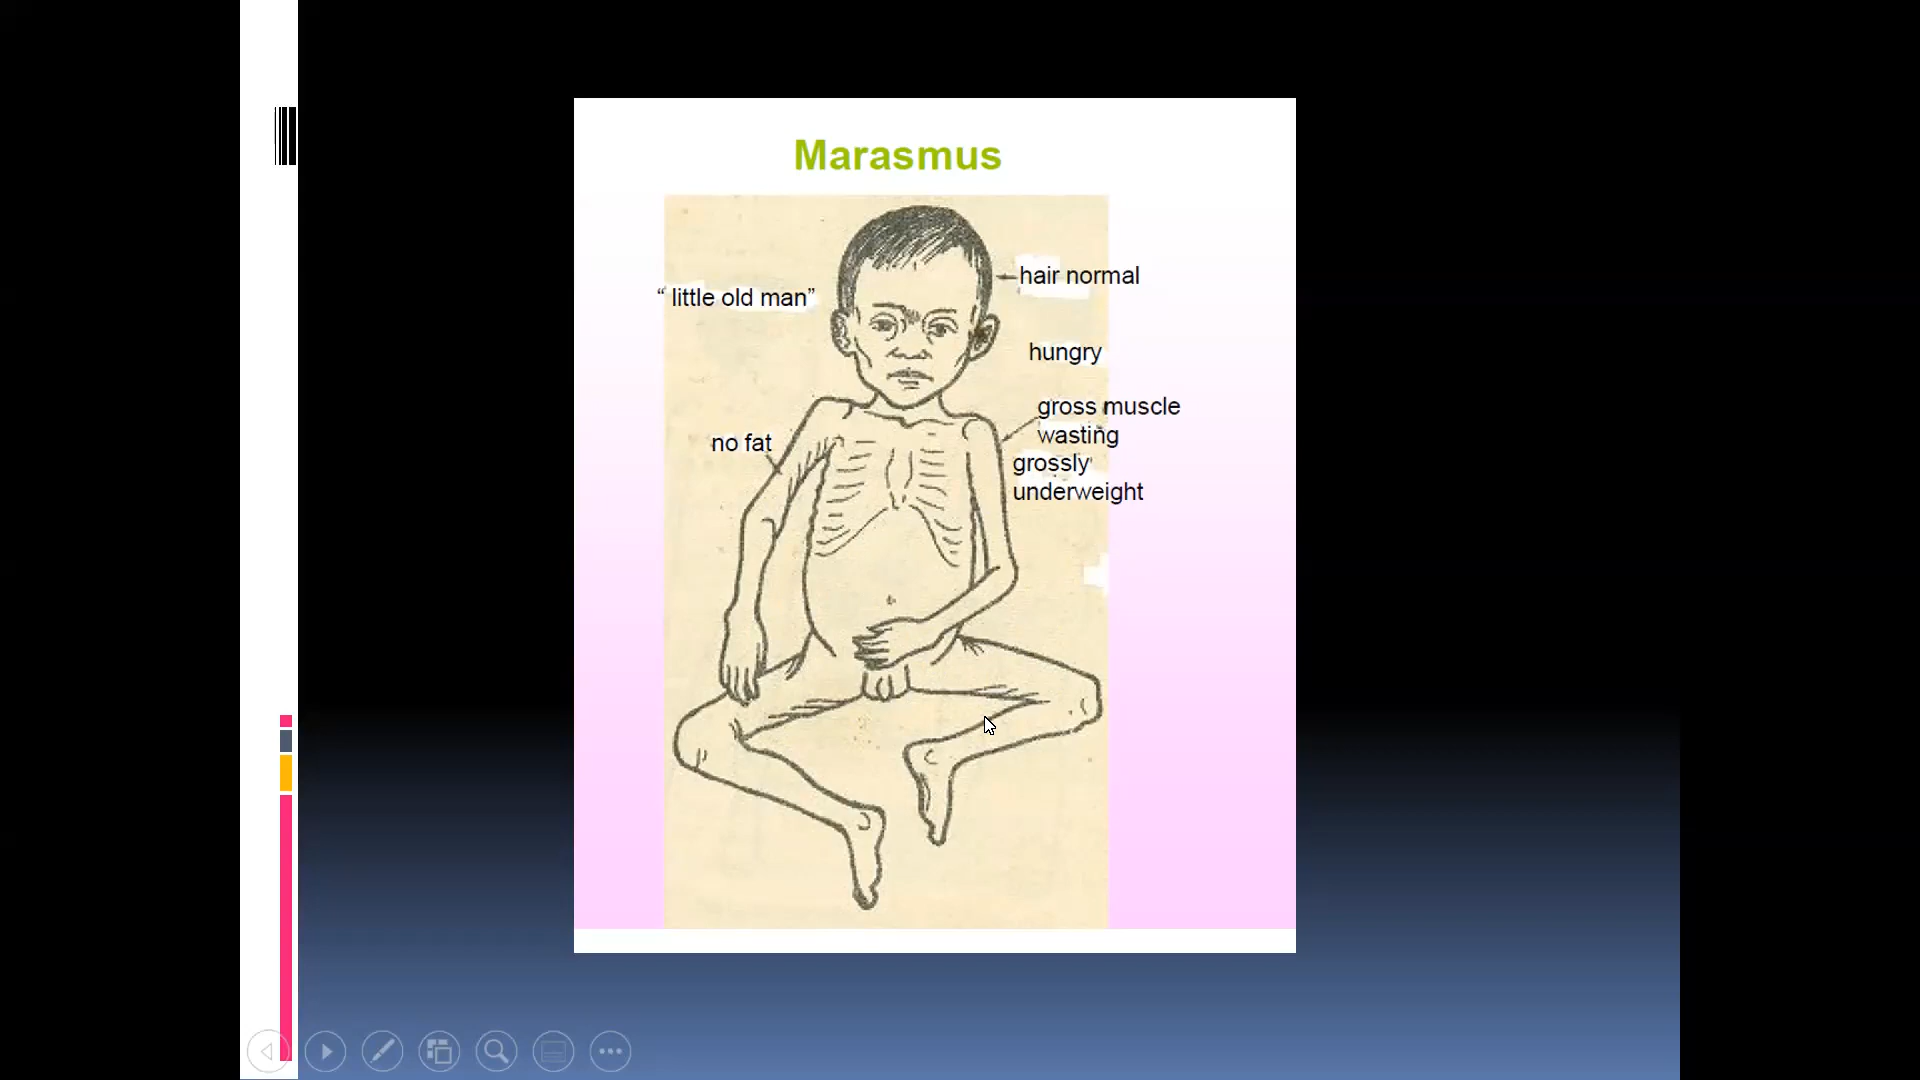 Marasmus
hair normal
“ little old man”
hungry
gross muscle
wasting
no fat
grossly
underweight